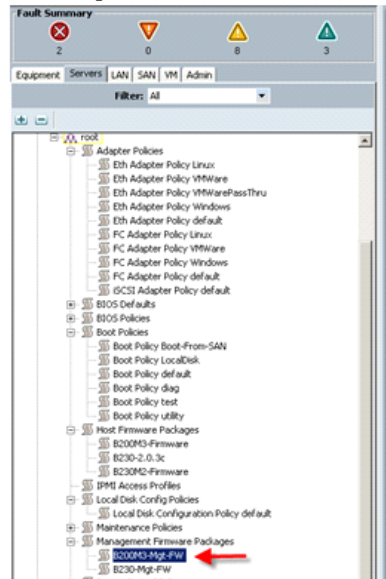 Fault Summary
2 0 8 3
Equipment Servers LAN SAN VM Admin
Filter: All
root
Adapter Policies
Eth Adapter Policy Linux
Eth Adapter Policy VMWare
Eth Adapter Policy VMWarePassThru
Eth Adapter Policy Windows
Eth Adapter Policy default
FC Adapter Policy Linux
FC Adapter Policy VMWare
FC Adapter Policy Windows
FC Adapter Policy default
iSCSI Adapter Policy default
BIOS Defaults
BIOS Policies
Boot Policies
Boot Policy Boot-From-SAN
Boot Policy LocalDisk
Boot Policy default
Boot Policy diag
Boot Policy test
Boot Policy utility
Host Firmware Packages
B200M3-Firmware
B230-2.0.3c
B230M2-Firmware
IPMI Access Profiles
Local Disk Config Policies
Local Disk Configuration Policy default
Maintenance Policies
Management Firmware Packages
B200M3-Mgt-FW
B230-Mgt-FW